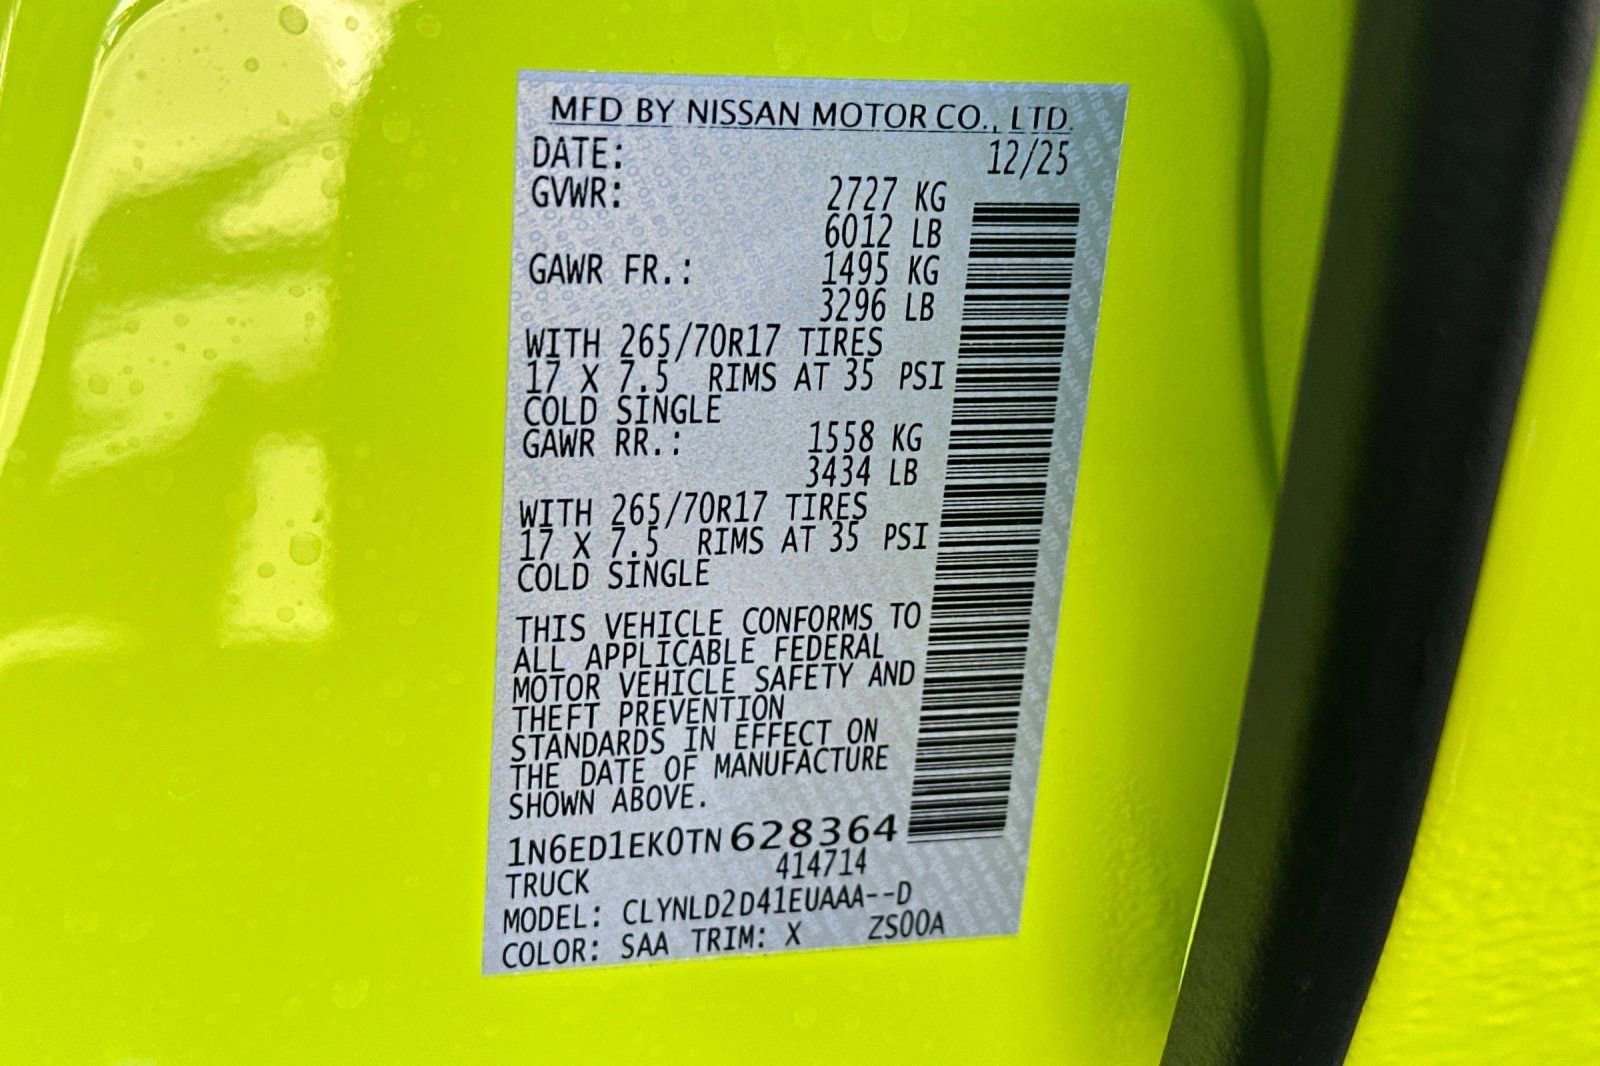 MFD BY NISSAN MOTOR CO., LTD.
DATE: 12/25
GVWR: 2727 KG
6012 LB
GAWR FR.: 1495 KG
3296 LB
WITH 265/70R17 TIRES
17 X 7.5 RIMS AT 35 PSI
COLD SINGLE
GAWR RR.: 1558 KG
3434 LB
WITH 265/70R17 TIRES
17 X 7.5 RIMS AT 35 PSI
COLD SINGLE
THIS VEHICLE CONFORMS TO
ALL APPLICABLE FEDERAL
MOTOR VEHICLE SAFETY AND
THEFT PREVENTION
STANDARDS IN EFFECT ON
THE DATE OF MANUFACTURE
SHOWN ABOVE.
1N6ED1EK0TN628364
TRUCK 414714
MODEL: CLYNLD2D41EUAAA--D
COLOR: SAA TRIM: X ZS00A